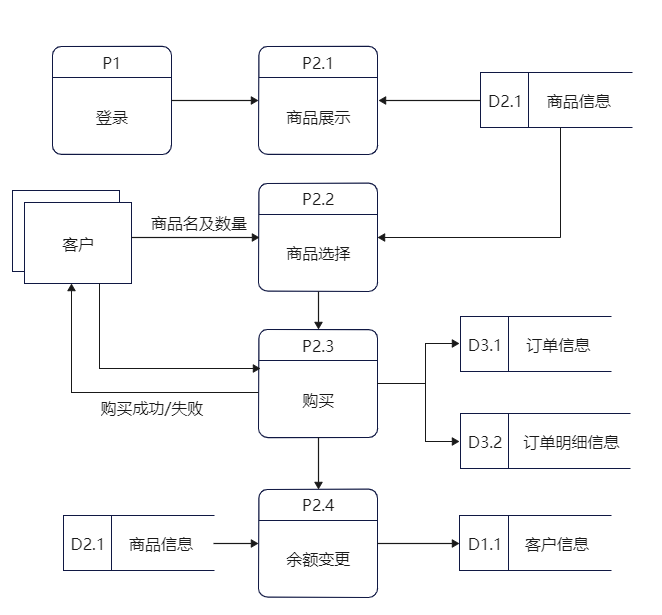 P1
登录
P2.1
商品展示
D2.1
商品信息
客户
商品名及数量
P2.2
商品选择
P2.3
购买
购买成功/失败
D3.1
订单信息
D3.2
订单明细信息
D2.1
商品信息
P2.4
余额变更
D1.1
客户信息